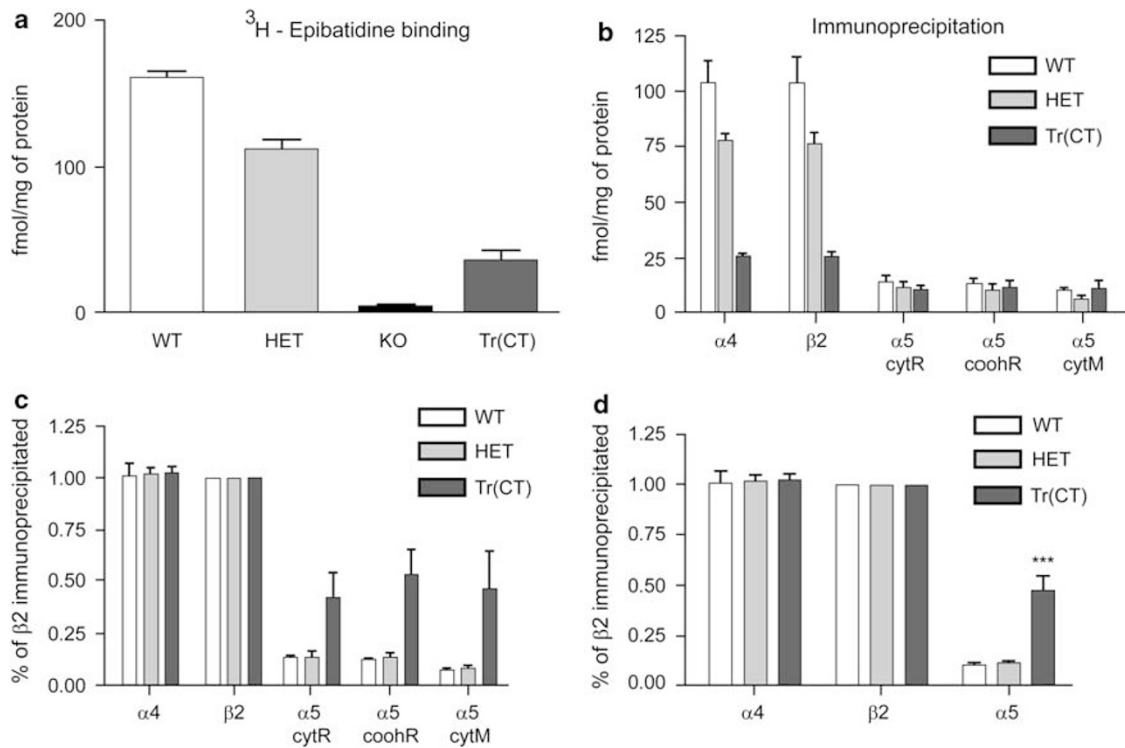 a
³H - Epibatidine binding
fmol/mg of protein
200
100
0
WT HET KO Tr(CT)
b
Immunoprecipitation
fmol/mg of protein
125
100
75
50
25
0
WT
HET
Tr(CT)
α4 β2 α5 α5 α5
cytR coohR cytM
c
% of β2 immunoprecipitated
1.25
1.00
0.75
0.50
0.25
0.00
WT
HET
Tr(CT)
α4 β2 α5 α5 α5
cytR coohR cytM
d
% of β2 immunoprecipitated
1.25
1.00
0.75
0.50
0.25
0.00
WT
HET
Tr(CT)
***
α4 β2 α5